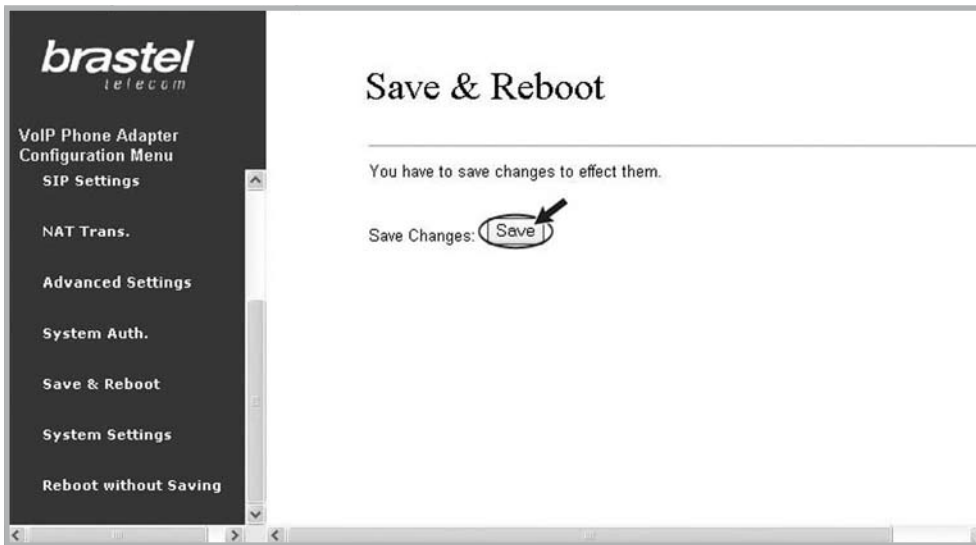 brastel
telecom
VoIP Phone Adapter
Configuration Menu
SIP Settings
NAT Trans.
Advanced Settings
System Auth.
Save & Reboot
System Settings
Reboot without Saving
Save & Reboot
You have to save changes to effect them.
Save Changes: Save